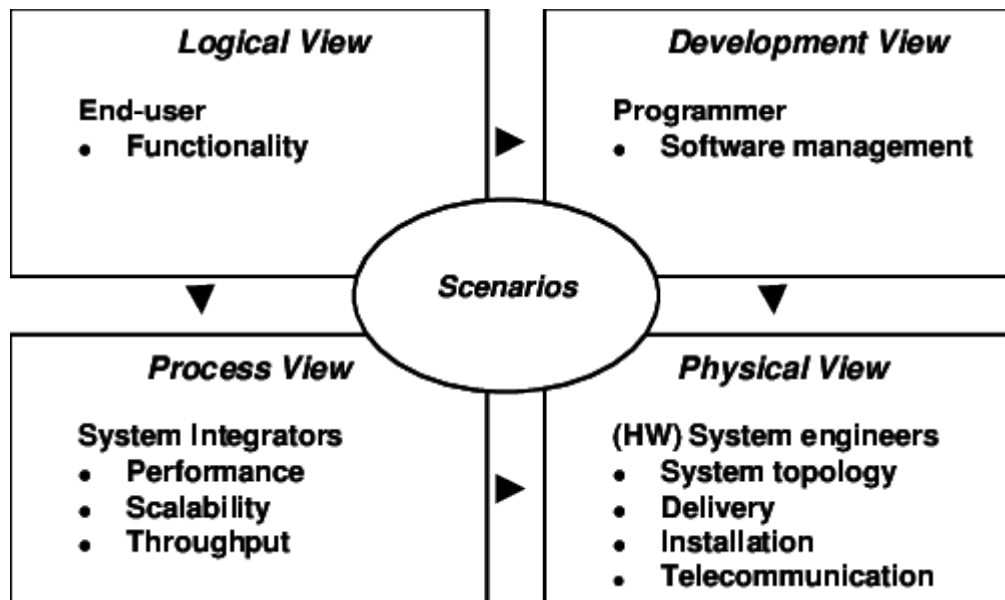 Logical View
End-user
• Functionality
Development View
Programmer
• Software management
Scenarios
Process View
System Integrators
• Performance
• Scalability
• Throughput
Physical View
(HW) System engineers
• System topology
• Delivery
• Installation
• Telecommunication